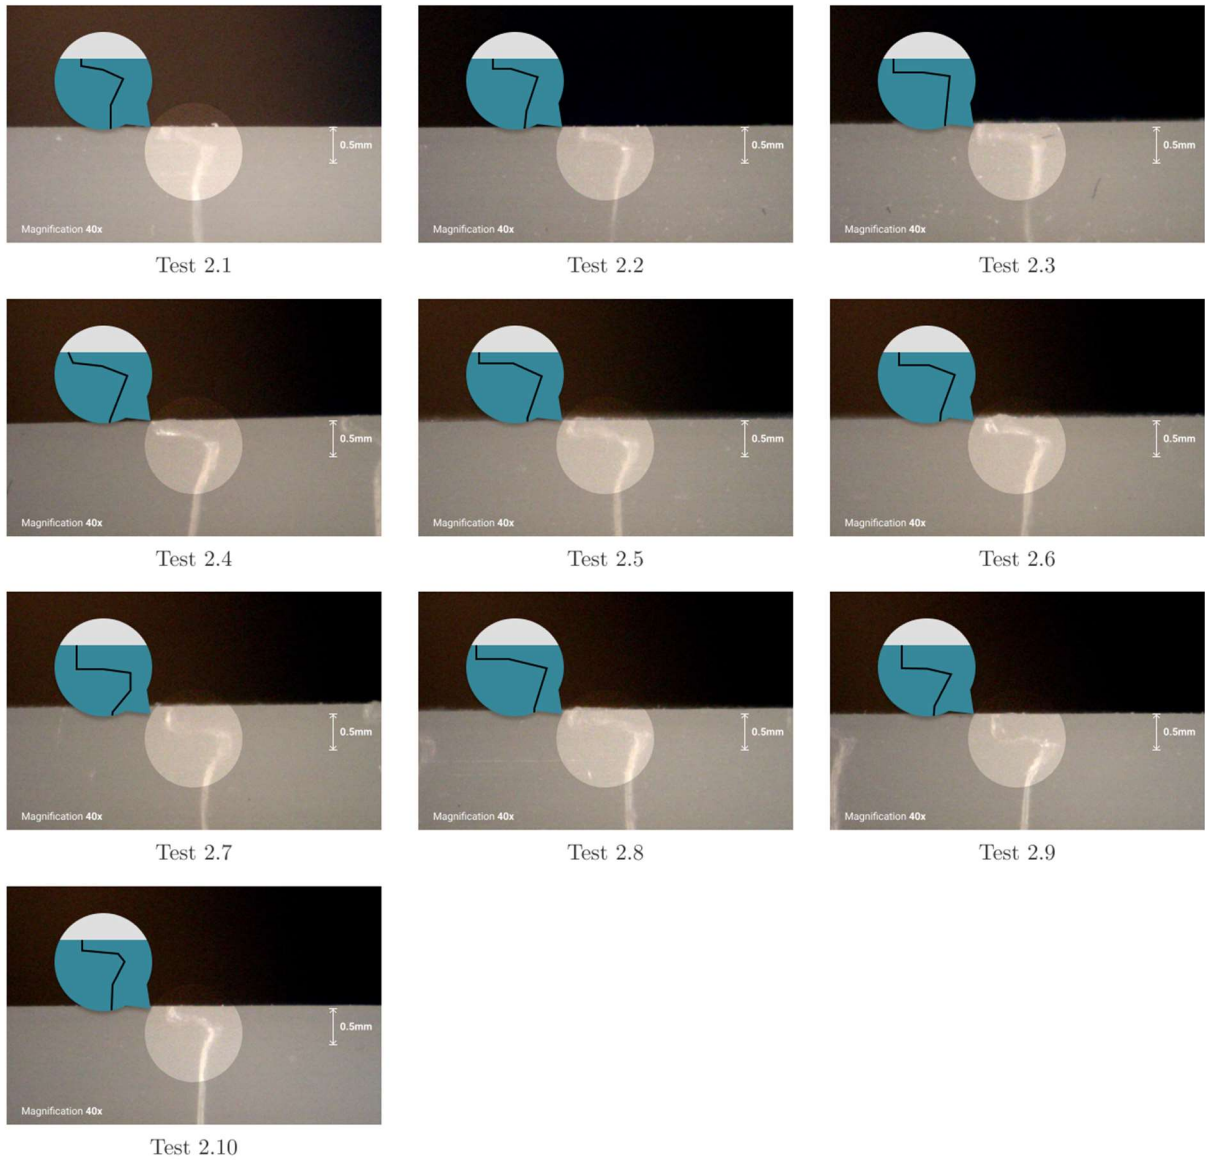 0.5mm
Magnification 40x
Test 2.1
0.5mm
Magnification 40x
Test 2.2
0.5mm
Magnification 40x
Test 2.3
0.5mm
Magnification 40x
Test 2.4
0.5mm
Magnification 40x
Test 2.5
0.5mm
Magnification 40x
Test 2.6
0.5mm
Magnification 40x
Test 2.7
0.5mm
Magnification 40x
Test 2.8
0.5mm
Magnification 40x
Test 2.9
0.5mm
Magnification 40x
Test 2.10